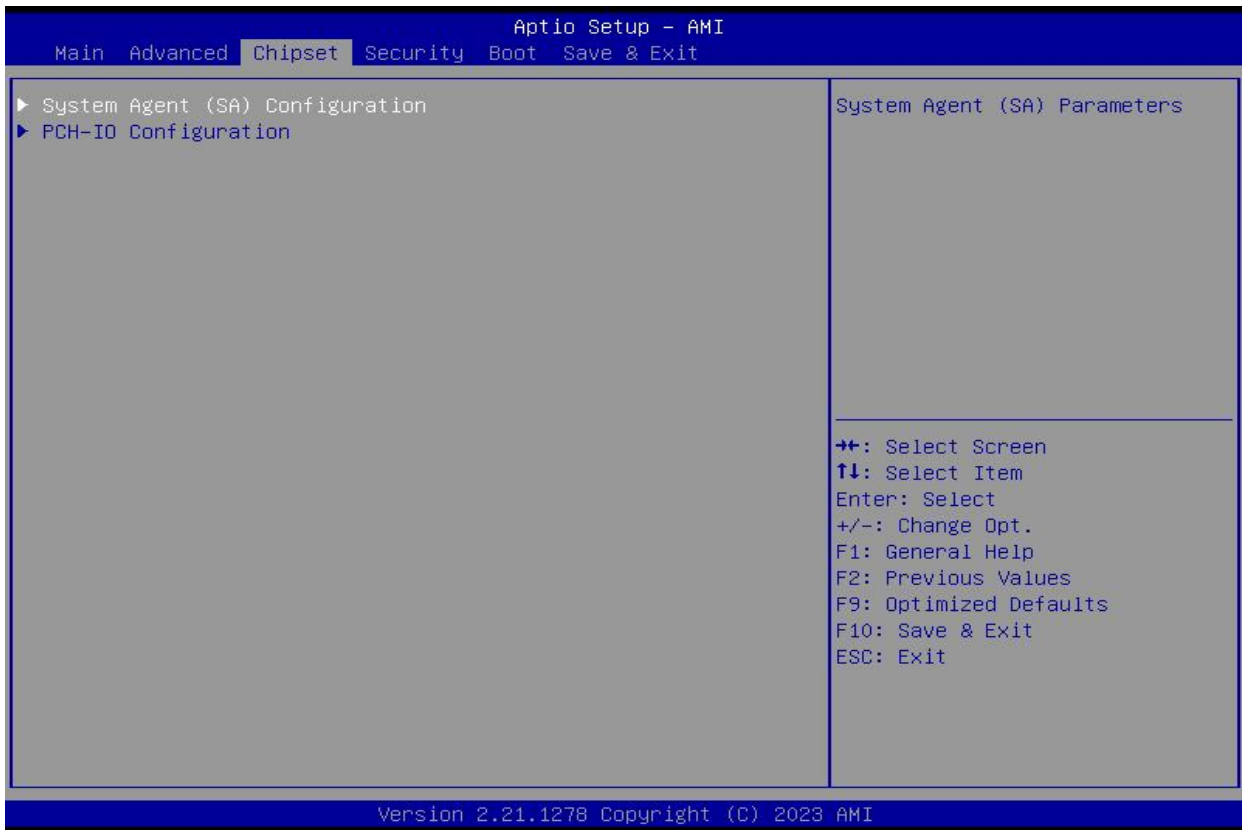 Aptio Setup – AMI
Main Advanced Chipset Security Boot Save & Exit
▶ System Agent (SA) Configuration
▶ PCH-IO Configuration
System Agent (SA) Parameters
→←: Select Screen
↑↓: Select Item
Enter: Select
+/-: Change Opt.
F1: General Help
F2: Previous Values
F9: Optimized Defaults
F10: Save & Exit
ESC: Exit
Version 2.21.1278 Copyright (C) 2023 AMI